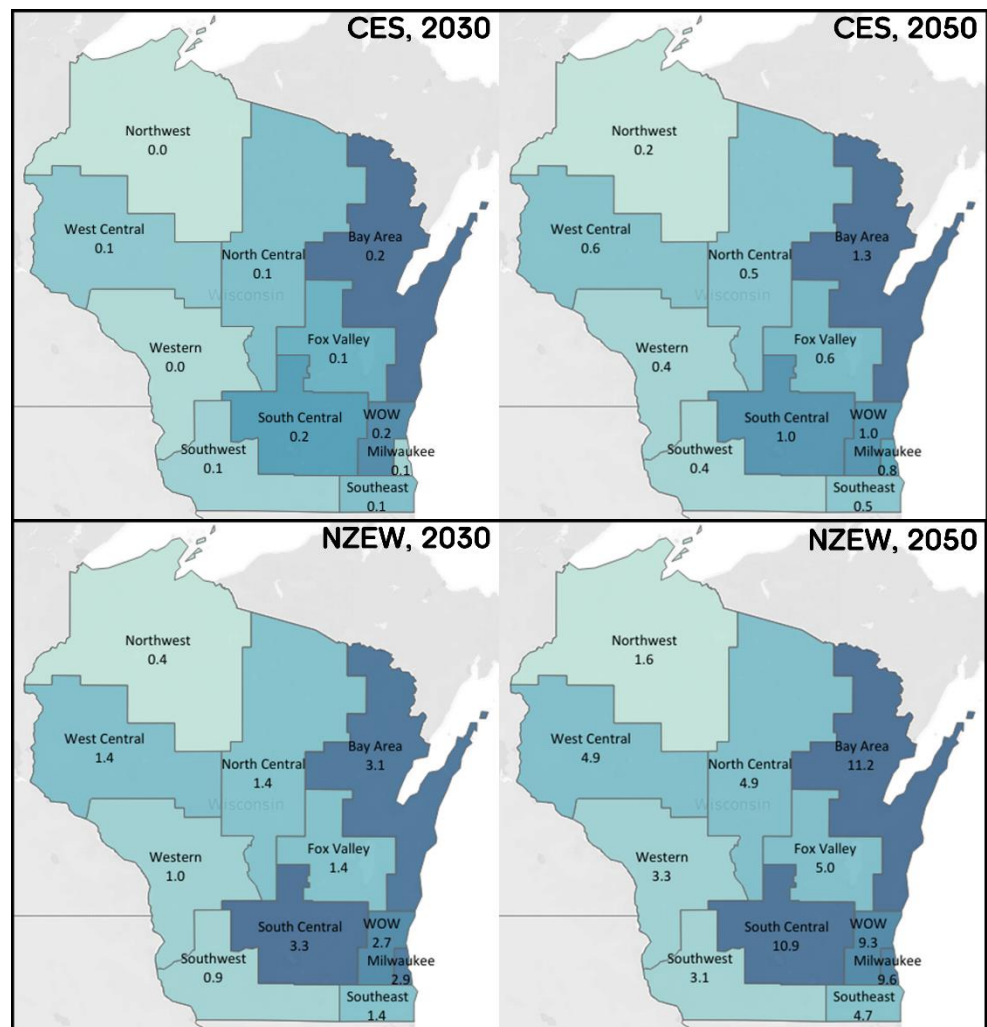 CES, 2030
Northwest
0.0
West Central
0.1
Bay Area
0.2
North Central
0.1
Wisconsin
Fox Valley
0.1
Western
0.0
South Central
0.2
WOW
0.2
Southwest
0.1
Milwaukee
0.1
Southeast
0.1
CES, 2050
Northwest
0.2
West Central
0.6
Bay Area
1.3
North Central
0.5
Wisconsin
Fox Valley
0.6
Western
0.4
South Central
1.0
WOW
1.0
Southwest
0.4
Milwaukee
0.8
Southeast
0.5
NZEW, 2030
Northwest
0.4
West Central
1.4
Bay Area
3.1
North Central
1.4
Wisconsin
Fox Valley
1.4
Western
1.0
South Central
3.3
WOW
2.7
Southwest
0.9
Milwaukee
2.9
Southeast
1.4
NZEW, 2050
Northwest
1.6
West Central
4.9
Bay Area
11.2
North Central
4.9
Wisconsin
Fox Valley
5.0
Western
3.3
South Central
10.9
WOW
9.3
Southwest
3.1
Milwaukee
9.6
Southeast
4.7